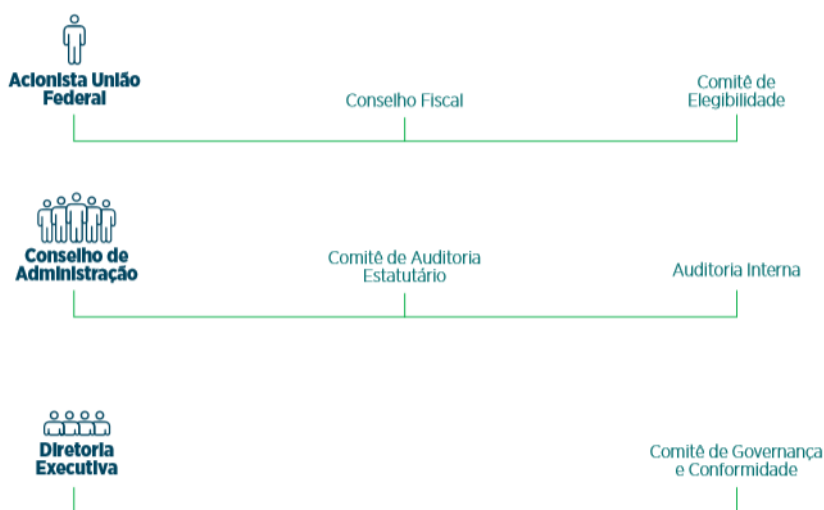 Acionista União
Federal
Conselho Fiscal
Comitê de
Elegibilidade
Conselho de
Administração
Comitê de Auditoria
Estatutário
Auditoria Interna
Diretoria
Executiva
Comitê de Governança
e Conformidade